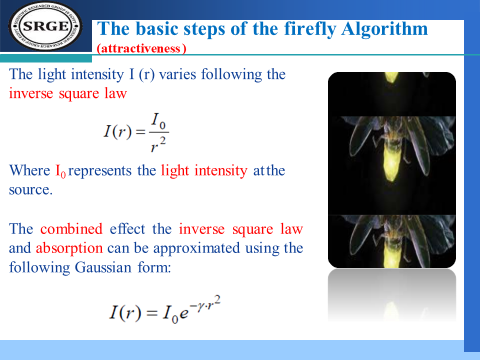 SRGE
The basic steps of the firefly Algorithm
(attractiveness)
The light intensity I (r) varies following the
inverse square law
I(r) = I₀ / r²
Where I₀ represents the light intensity at the
source.
The combined effect the inverse square law
and absorption can be approximated using the
following Gaussian form:
I(r) = I₀e^(−γ·r²)